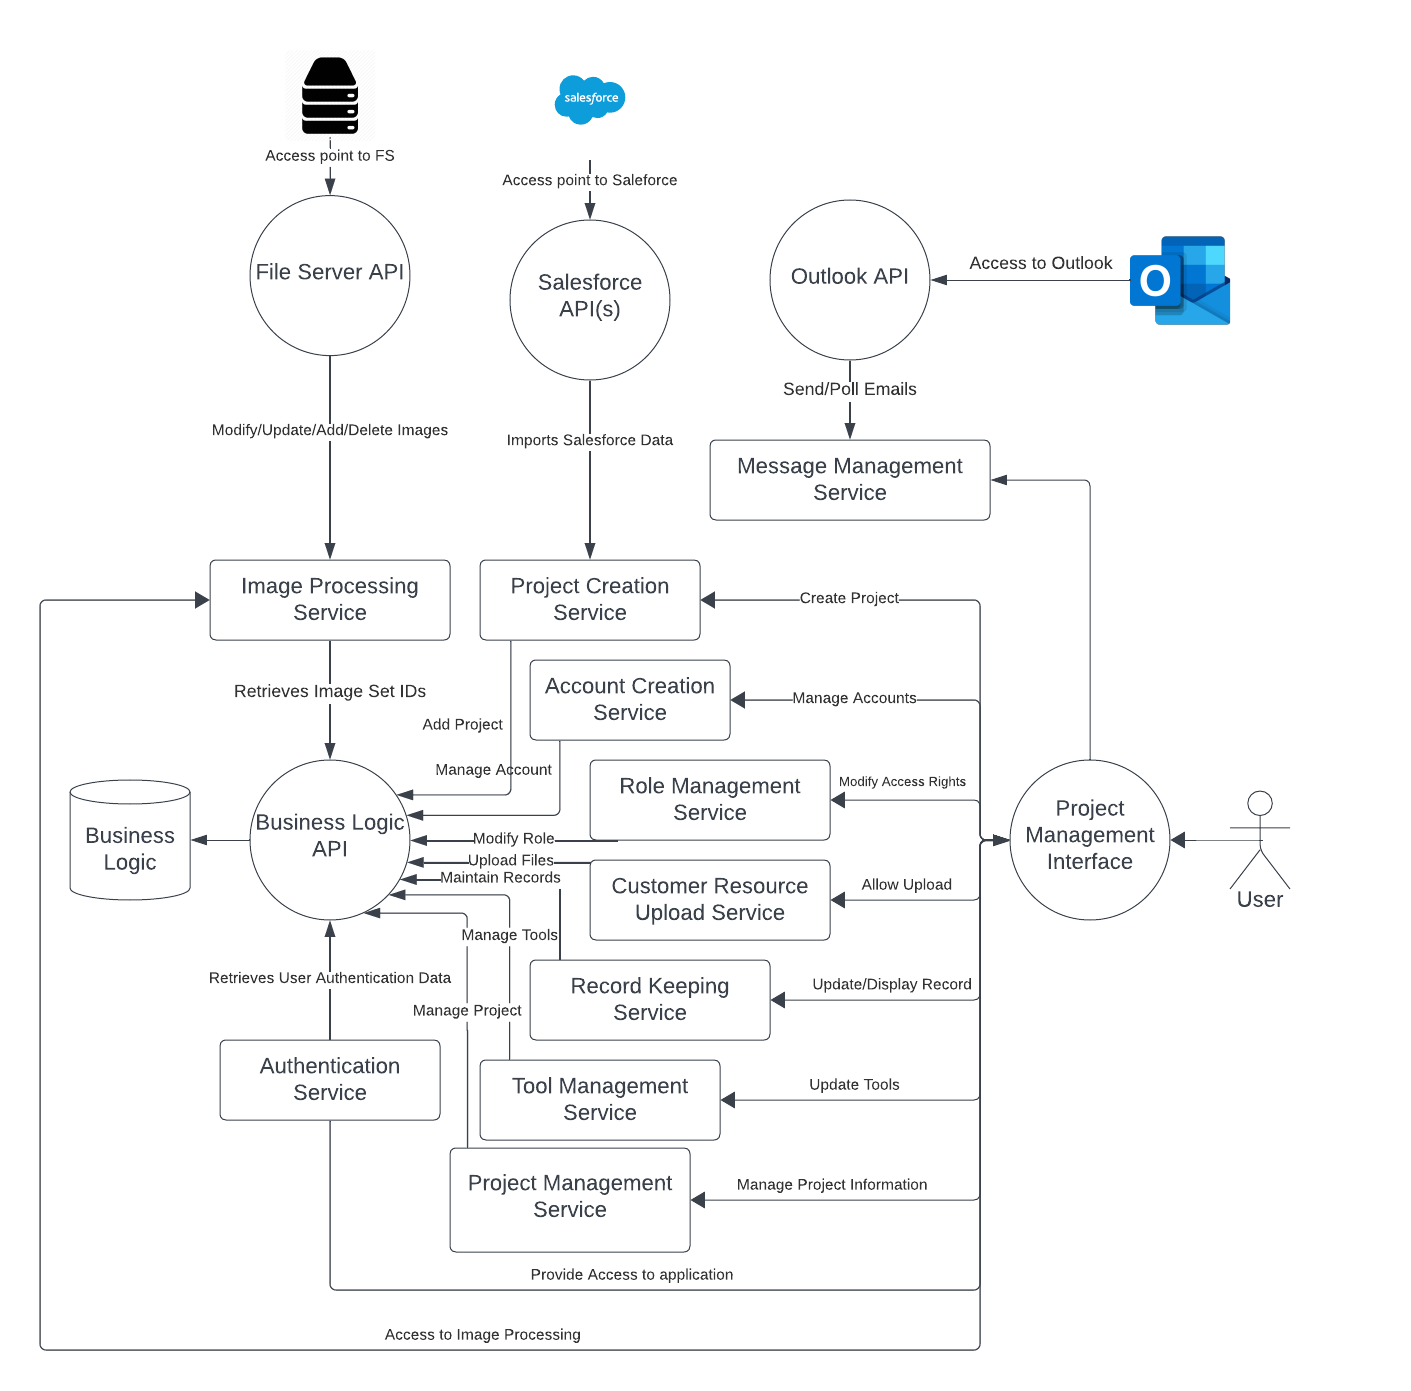 salesforce
Access point to FS
Access point to Saleforce
File Server API
Salesforce
API(s)
Outlook API
Access to Outlook
O
Send/Poll Emails
Modify/Update/Add/Delete Images
Imports Salesforce Data
Message Management
Service
Image Processing
Service
Project Creation
Service
Create Project
Retrieves Image Set IDs
Account Creation
Service
Manage Accounts
Add Project
Manage Account
Role Management
Service
Modify Access Rights
Business
Logic
Business Logic
API
Modify Role
Upload Files
Maintain Records
Project
Management
Interface
User
Customer Resource
Upload Service
Allow Upload
Manage Tools
Retrieves User Authentication Data
Record Keeping
Service
Update/Display Record
Manage Project
Authentication
Service
Tool Management
Service
Update Tools
Project Management
Service
Manage Project Information
Provide Access to application
Access to Image Processing